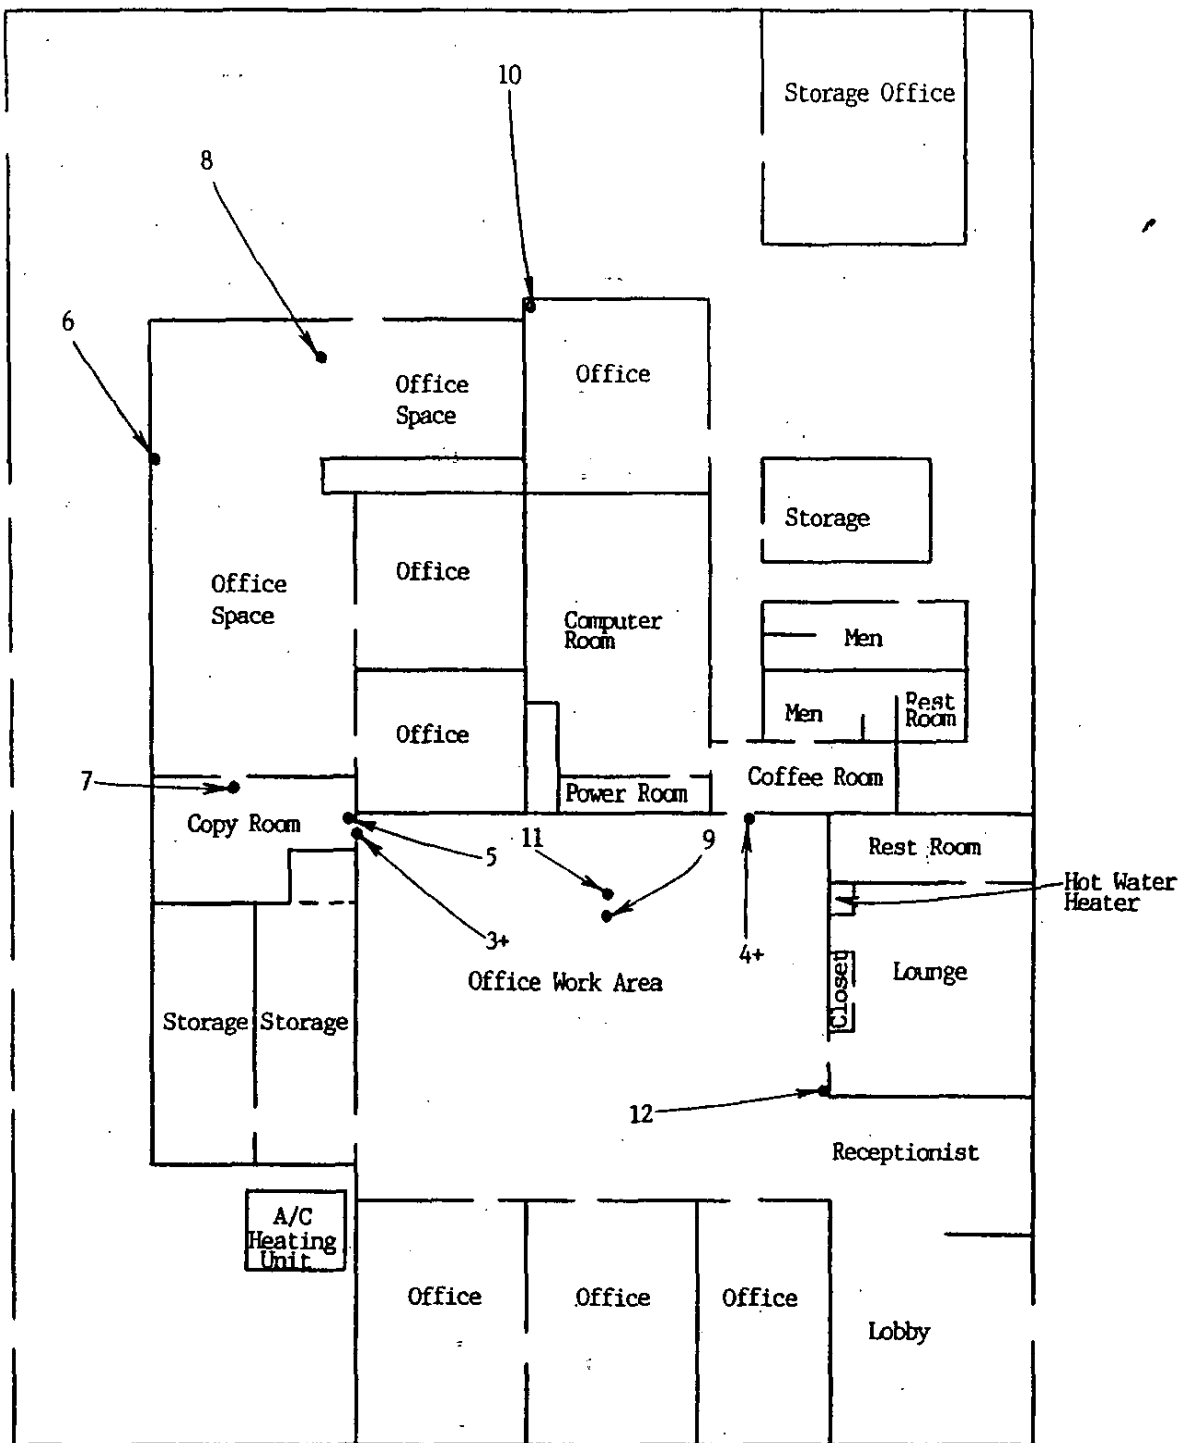 10
Storage Office
8
6
Office
Office
Space
Storage
Office
Office
Space
Computer
Room
Men
Rest
Room
Men
Office
Coffee Room
7
Power Room
Copy Room
11
9
Rest Room
5
Hot Water
Heater
3+
4+
Office Work Area
Lounge
Closet
Storage
Storage
12
Receptionist
A/C
Heating
Unit
Office
Office
Office
Lobby